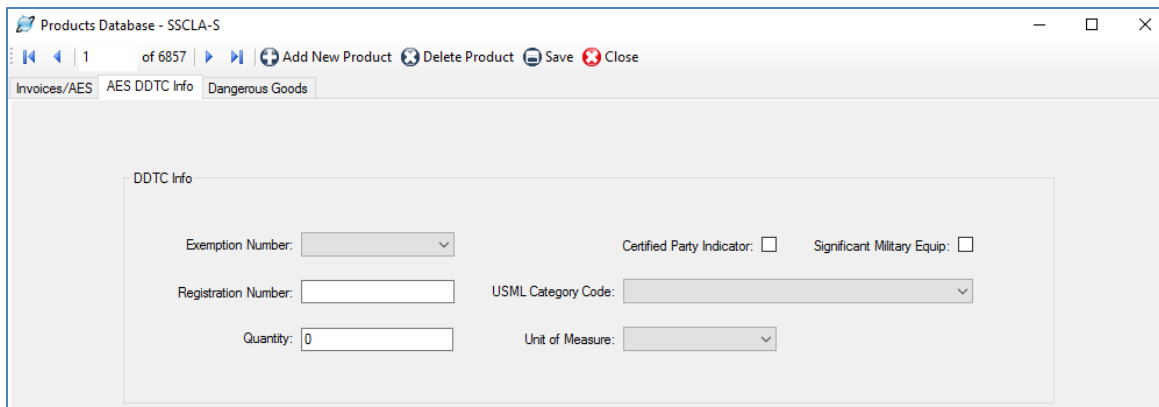 Products Database - SSCLA-S
1 of 6857 Add New Product Delete Product Save Close
Invoices/AES AES DDTC Info Dangerous Goods
DDTC Info
Exemption Number: Certified Party Indicator: Significant Military Equip:
Registration Number: USML Category Code:
Quantity: 0 Unit of Measure: